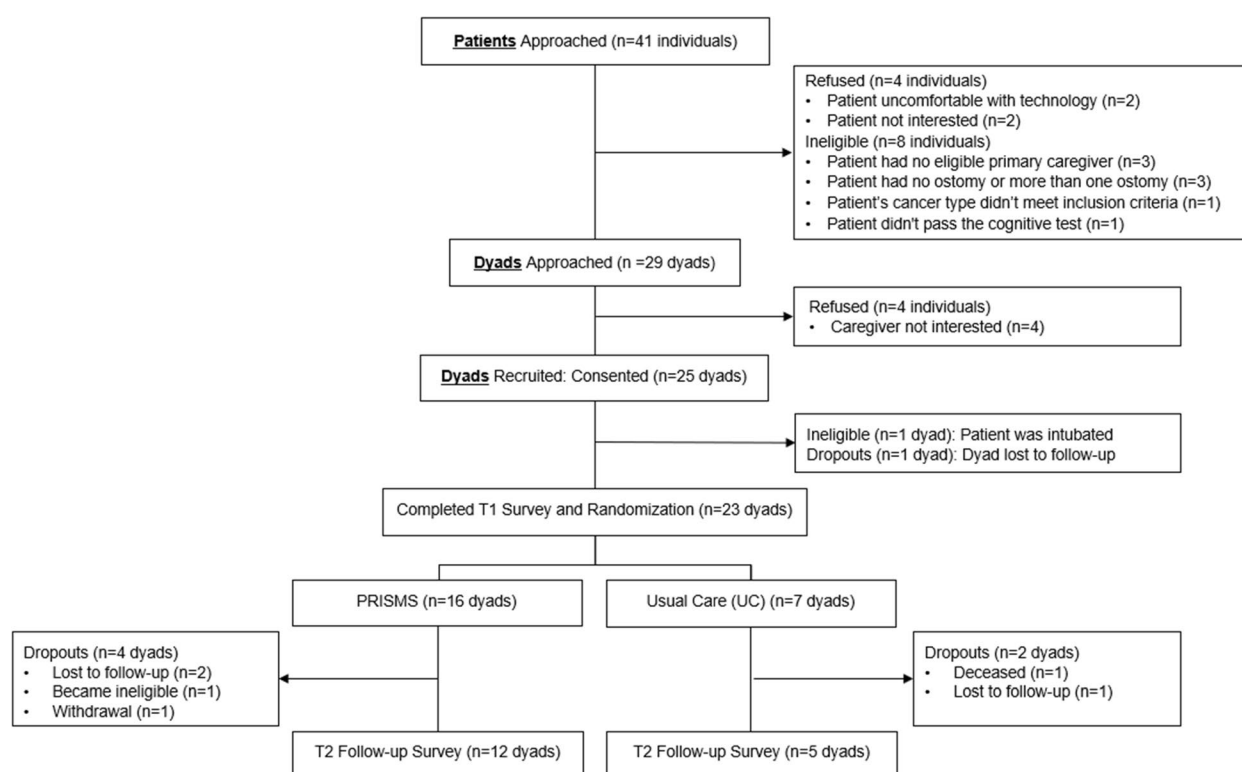 Patients Approached (n=41 individuals)
Refused (n=4 individuals)
• Patient uncomfortable with technology (n=2)
• Patient not interested (n=2)
Ineligible (n=8 individuals)
• Patient had no eligible primary caregiver (n=3)
• Patient had no ostomy or more than one ostomy (n=3)
• Patient's cancer type didn't meet inclusion criteria (n=1)
• Patient didn't pass the cognitive test (n=1)
Dyads Approached (n =29 dyads)
Refused (n=4 individuals)
• Caregiver not interested (n=4)
Dyads Recruited: Consented (n=25 dyads)
Ineligible (n=1 dyad): Patient was intubated
Dropouts (n=1 dyad): Dyad lost to follow-up
Completed T1 Survey and Randomization (n=23 dyads)
PRISMS (n=16 dyads)
Usual Care (UC) (n=7 dyads)
Dropouts (n=4 dyads)
• Lost to follow-up (n=2)
• Became ineligible (n=1)
• Withdrawal (n=1)
Dropouts (n=2 dyads)
• Deceased (n=1)
• Lost to follow-up (n=1)
T2 Follow-up Survey (n=12 dyads)
T2 Follow-up Survey (n=5 dyads)